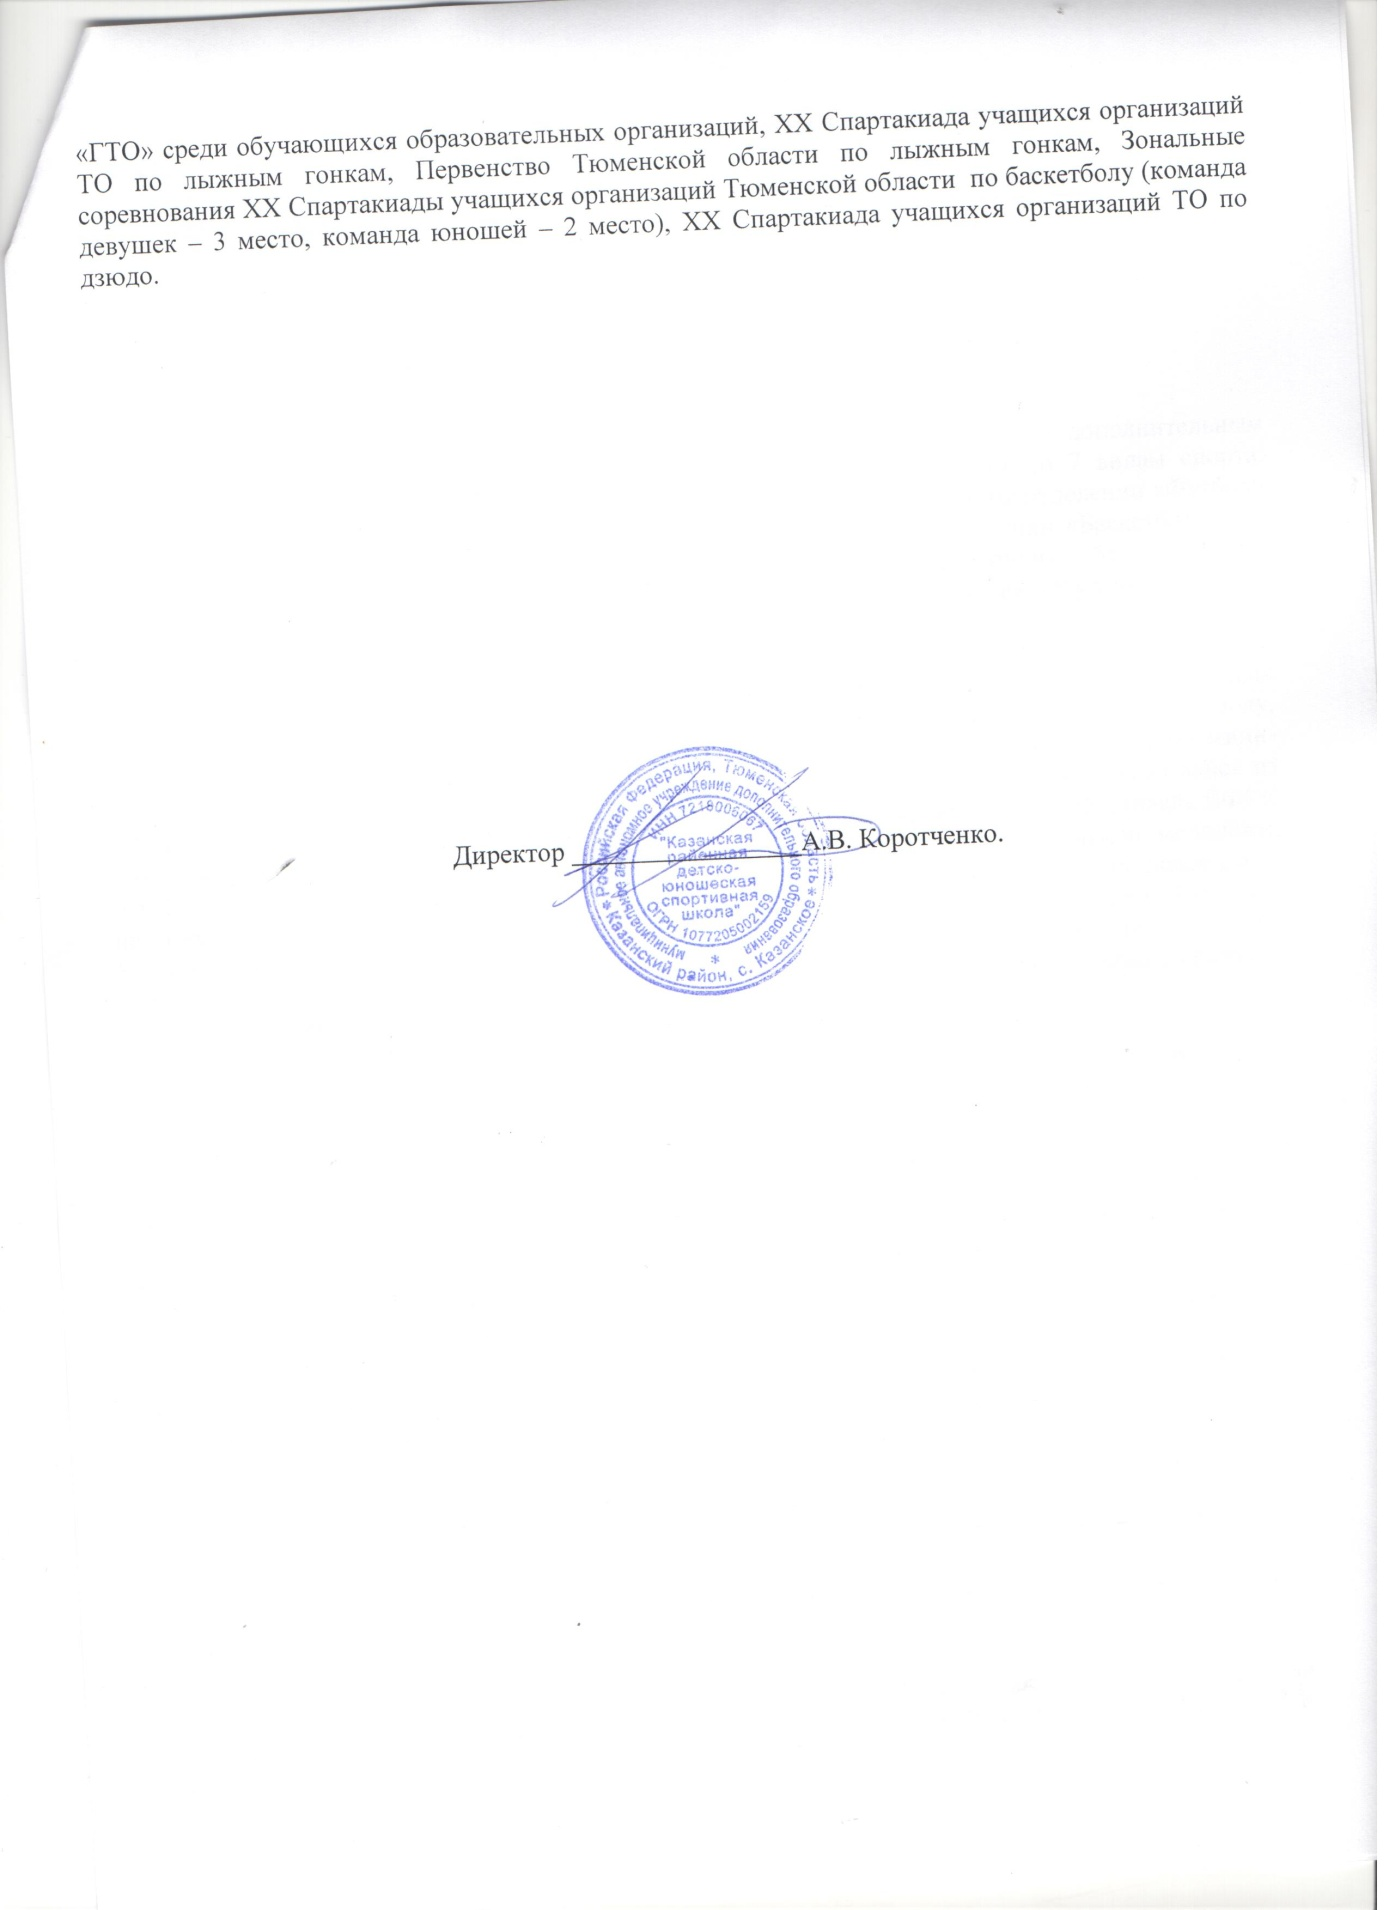 «ГТО» среди обучающихся образовательных организаций, XX Спартакиада учащихся организаций
ТО по лыжным гонкам, Первенство Тюменской области по лыжным гонкам, Зональные
соревнования XX Спартакиады учащихся организаций Тюменской области по баскетболу (команда
девушек – 3 место, команда юношей – 2 место), XX Спартакиада учащихся организаций ТО по
дзюдо.
Директор А.В. Коротченко.
* Российская Федерация, Тюменская область *
Казанский район, с. Казанское
муниципальное автономное учреждение дополнительного образования *
ИНН 7218005067
"Казанская
районная
детско-
юношеская
спортивная
школа"
ОГРН 1077205002159